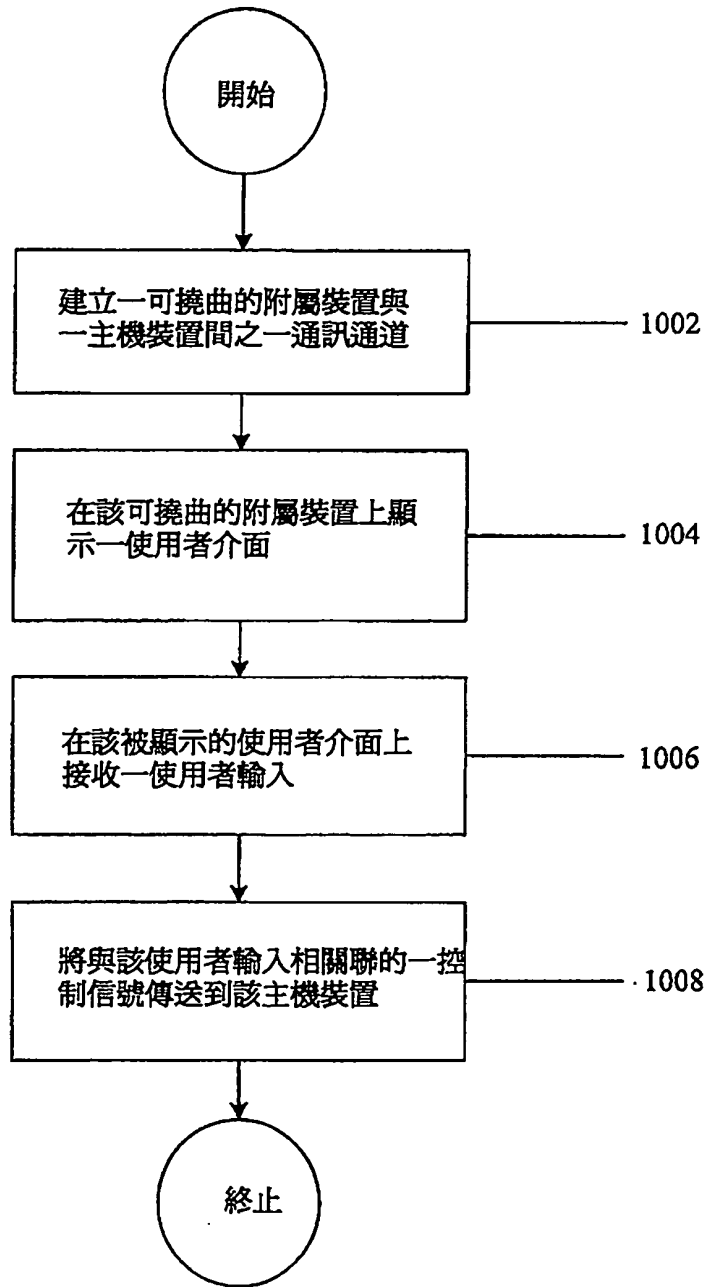 開始
建立一可撓曲的附屬裝置與
一主機裝置間之一通訊通道
1002
在該可撓曲的附屬裝置上顯
示一使用者介面
1004
在該被顯示的使用者介面上
接收一使用者輸入
1006
將與該使用者輸入相關聯的一控
制信號傳送到該主機裝置
1008
終止